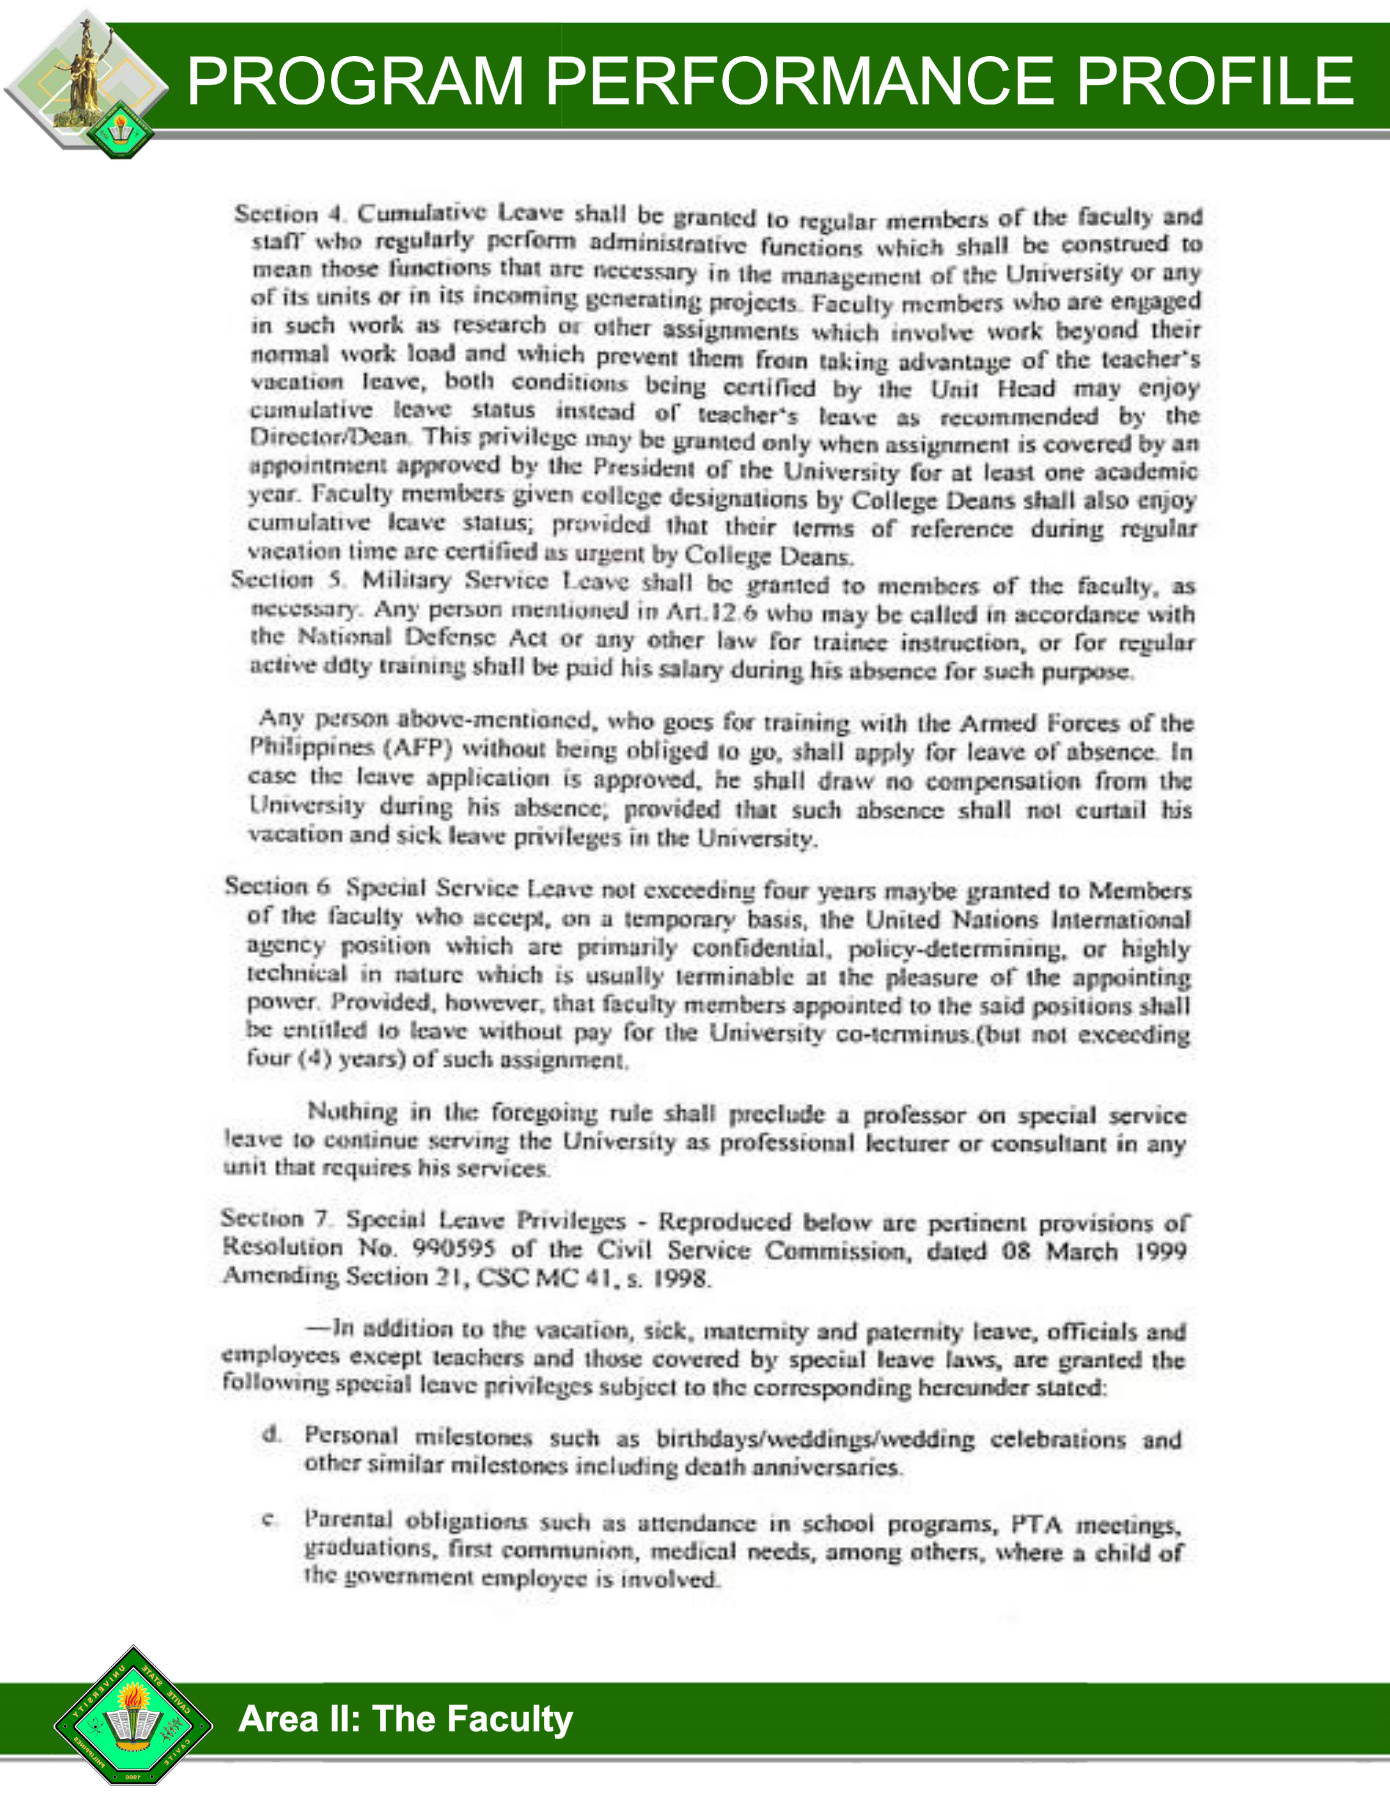 PROGRAM PERFORMANCE PROFILE
Section 4. Cumulative Leave shall be granted to regular members of the faculty and
staff who regularly perform administrative functions which shall be construed to
mean those functions that are necessary in the management of the University or any
of its units or in its incoming generating projects. Faculty members who are engaged
in such work as research or other assignments which involve work beyond their
normal work load and which prevent them from taking advantage of the teacher's
vacation leave, both conditions being certified by the Unit Head may enjoy
cumulative leave status instead of teacher's leave as recommended by the
Director/Dean. This privilege may be granted only when assignment is covered by an
appointment approved by the President of the University for at least one academic
year. Faculty members given college designations by College Deans shall also enjoy
cumulative leave status; provided that their terms of reference during regular
vacation time are certified as urgent by College Deans.
Section 5. Military Service Leave shall be granted to members of the faculty, as
necessary. Any person mentioned in Art.12.6 who may be called in accordance with
the National Defense Act or any other law for trainee instruction, or for regular
active duty training shall be paid his salary during his absence for such purpose.
Any person above-mentioned, who goes for training with the Armed Forces of the
Philippines (AFP) without being obliged to go, shall apply for leave of absence. In
case the leave application is approved, he shall draw no compensation from the
University during his absence; provided that such absence shall not curtail his
vacation and sick leave privileges in the University.
Section 6 Special Service Leave not exceeding four years maybe granted to Members
of the faculty who accept, on a temporary basis, the United Nations International
agency position which are primarily confidential, policy-determining, or highly
technical in nature which is usually terminable at the pleasure of the appointing
power. Provided, however, that faculty members appointed to the said positions shall
be entitled to leave without pay for the University co-terminus.(but not exceeding
four (4) years) of such assignment.
Nothing in the foregoing rule shall preclude a professor on special service
leave to continue serving the University as professional lecturer or consultant in any
unit that requires his services.
Section 7. Special Leave Privileges - Reproduced below are pertinent provisions of
Resolution No. 990595 of the Civil Service Commission, dated 08 March 1999
Amending Section 21, CSC MC 41, s. 1998.
—In addition to the vacation, sick, maternity and paternity leave, officials and
employees except teachers and those covered by special leave laws, are granted the
following special leave privileges subject to the corresponding hereunder stated:
d. Personal milestones such as birthdays/weddings/wedding celebrations and
other similar milestones including death anniversaries.
e. Parental obligations such as attendance in school programs, PTA meetings,
graduations, first communion, medical needs, among others, where a child of
the government employee is involved.
CAVITE STATE UNIVERSITY
CAVITE
PHILIPPINES
1906
Area II: The Faculty